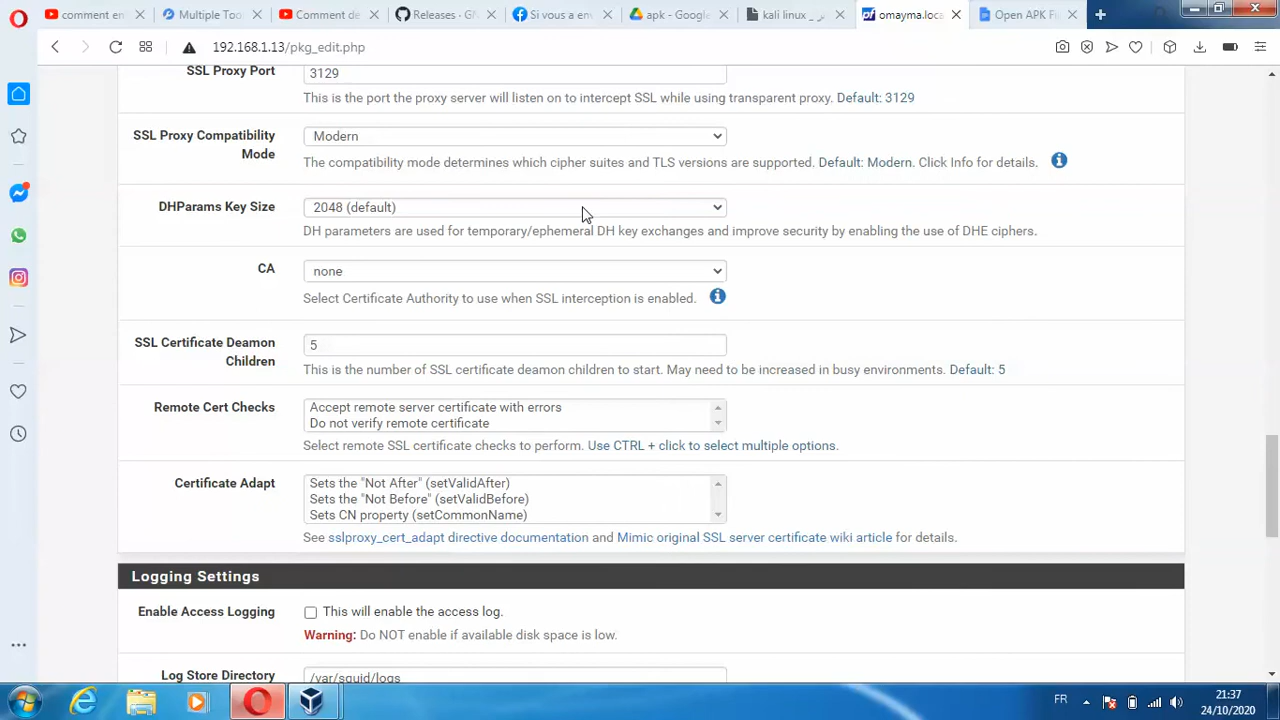 comment en
Multiple Too
Comment de
Releases · G
Si vous a en
apk - Google
kali linux _
omayma.loca
Open APK F
192.168.1.13/pkg_edit.php
SSL Proxy Port
3129
This is the port the proxy server will listen on to intercept SSL while using transparent proxy. Default: 3129
SSL Proxy Compatibility Mode
Modern
The compatibility mode determines which cipher suites and TLS versions are supported. Default: Modern. Click Info for details.
DHParams Key Size
2048 (default)
DH parameters are used for temporary/ephemeral DH key exchanges and improve security by enabling the use of DHE ciphers.
CA
none
Select Certificate Authority to use when SSL interception is enabled.
SSL Certificate Deamon Children
5
This is the number of SSL certificate deamon children to start. May need to be increased in busy environments. Default: 5
Remote Cert Checks
Accept remote server certificate with errors
Do not verify remote certificate
Select remote SSL certificate checks to perform. Use CTRL + click to select multiple options.
Certificate Adapt
Sets the "Not After" (setValidAfter)
Sets the "Not Before" (setValidBefore)
Sets CN property (setCommonName)
See sslproxy_cert_adapt directive documentation and Mimic original SSL server certificate wiki article for details.
Logging Settings
Enable Access Logging
This will enable the access log.
Warning: Do NOT enable if available disk space is low.
Log Store Directory
/var/squid/logs
FR
21:37
24/10/2020